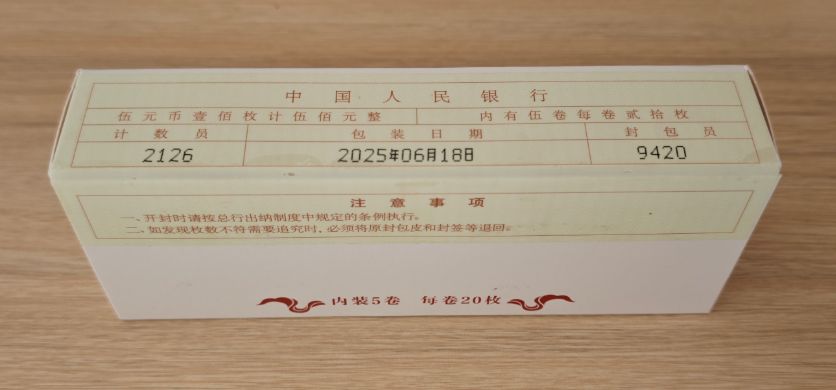 中国人民银行
伍元币壹佰枚计伍佰元整 内有伍卷每卷贰拾枚
计数员 包装日期 封包员
2126 2025年06月18日 9420
注意事项
一、开封时请按总行出纳制度中规定的条例执行。
二、如发现枚数不符需要追究时,必须将原封包皮和封签等退回。
内装5卷 每卷20枚